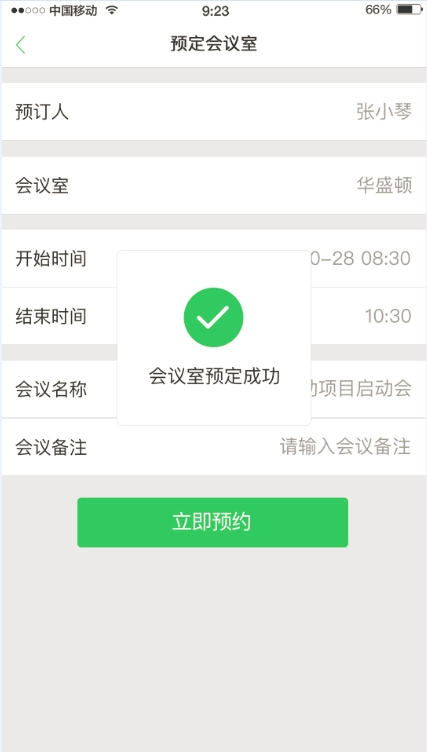 中国移动 9:23 66%
预定会议室
预订人 张小琴
会议室 华盛顿
开始时间 0-28 08:30
结束时间 10:30
会议室预定成功
会议名称 项目启动会
会议备注 请输入会议备注
立即预约